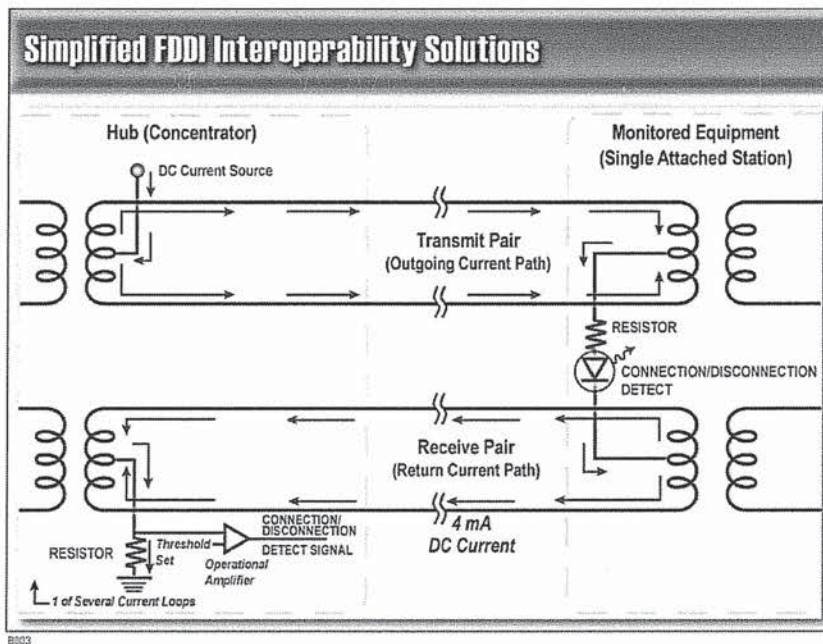 Simplified FDDI Interoperability Solutions
Hub (Concentrator)
Monitored Equipment
(Single Attached Station)
DC Current Source
Transmit Pair
(Outgoing Current Path)
RESISTOR
CONNECTION/DISCONNECTION
DETECT
Receive Pair
(Return Current Path)
4 mA
DC Current
CONNECTION/
DISCONNECTION
DETECT SIGNAL
Threshold
Set
RESISTOR
Operational
Amplifier
1 of Several Current Loops
B003